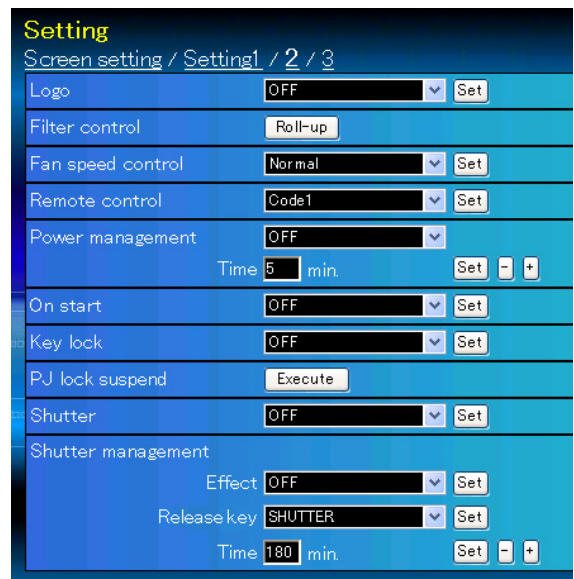 Setting
Screen setting / Setting1 / 2 / 3
Logo OFF Set
Filter control Roll-up
Fan speed control Normal Set
Remote control Code1 Set
Power management OFF
Time 5 min. Set - +
On start OFF Set
Key lock OFF Set
PJ lock suspend Execute
Shutter OFF Set
Shutter management
Effect OFF Set
Release key SHUTTER Set
Time 180 min. Set - +